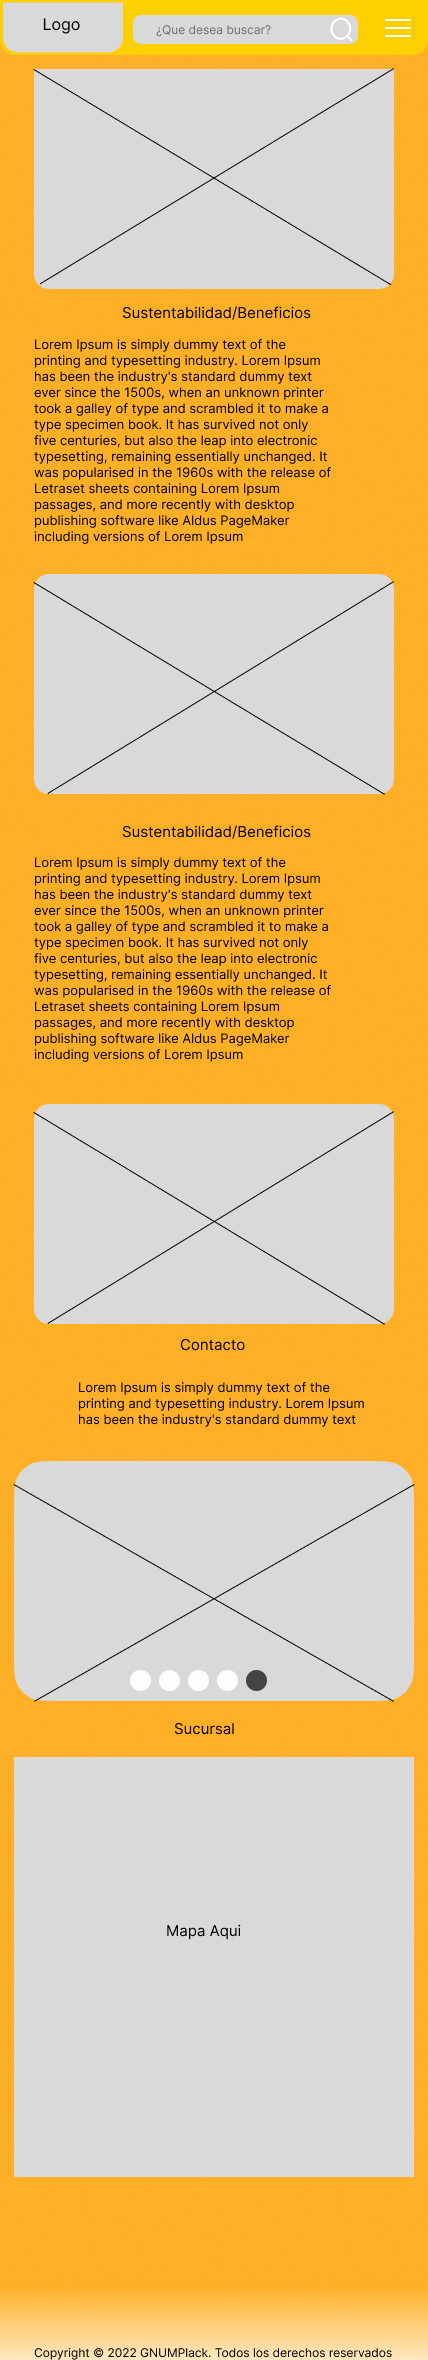 Logo
¿Que desea buscar?
Sustentabilidad/Beneficios
Lorem Ipsum is simply dummy text of the
printing and typesetting industry. Lorem Ipsum
has been the industry's standard dummy text
ever since the 1500s, when an unknown printer
took a galley of type and scrambled it to make a
type specimen book. It has survived not only
five centuries, but also the leap into electronic
typesetting, remaining essentially unchanged. It
was popularised in the 1960s with the release of
Letraset sheets containing Lorem Ipsum
passages, and more recently with desktop
publishing software like Aldus PageMaker
including versions of Lorem Ipsum
Sustentabilidad/Beneficios
Lorem Ipsum is simply dummy text of the
printing and typesetting industry. Lorem Ipsum
has been the industry's standard dummy text
ever since the 1500s, when an unknown printer
took a galley of type and scrambled it to make a
type specimen book. It has survived not only
five centuries, but also the leap into electronic
typesetting, remaining essentially unchanged. It
was popularised in the 1960s with the release of
Letraset sheets containing Lorem Ipsum
passages, and more recently with desktop
publishing software like Aldus PageMaker
including versions of Lorem Ipsum
Contacto
Lorem Ipsum is simply dummy text of the
printing and typesetting industry. Lorem Ipsum
has been the industry's standard dummy text
Sucursal
Mapa Aqui
Copyright © 2022 GNUMPlack. Todos los derechos reservados